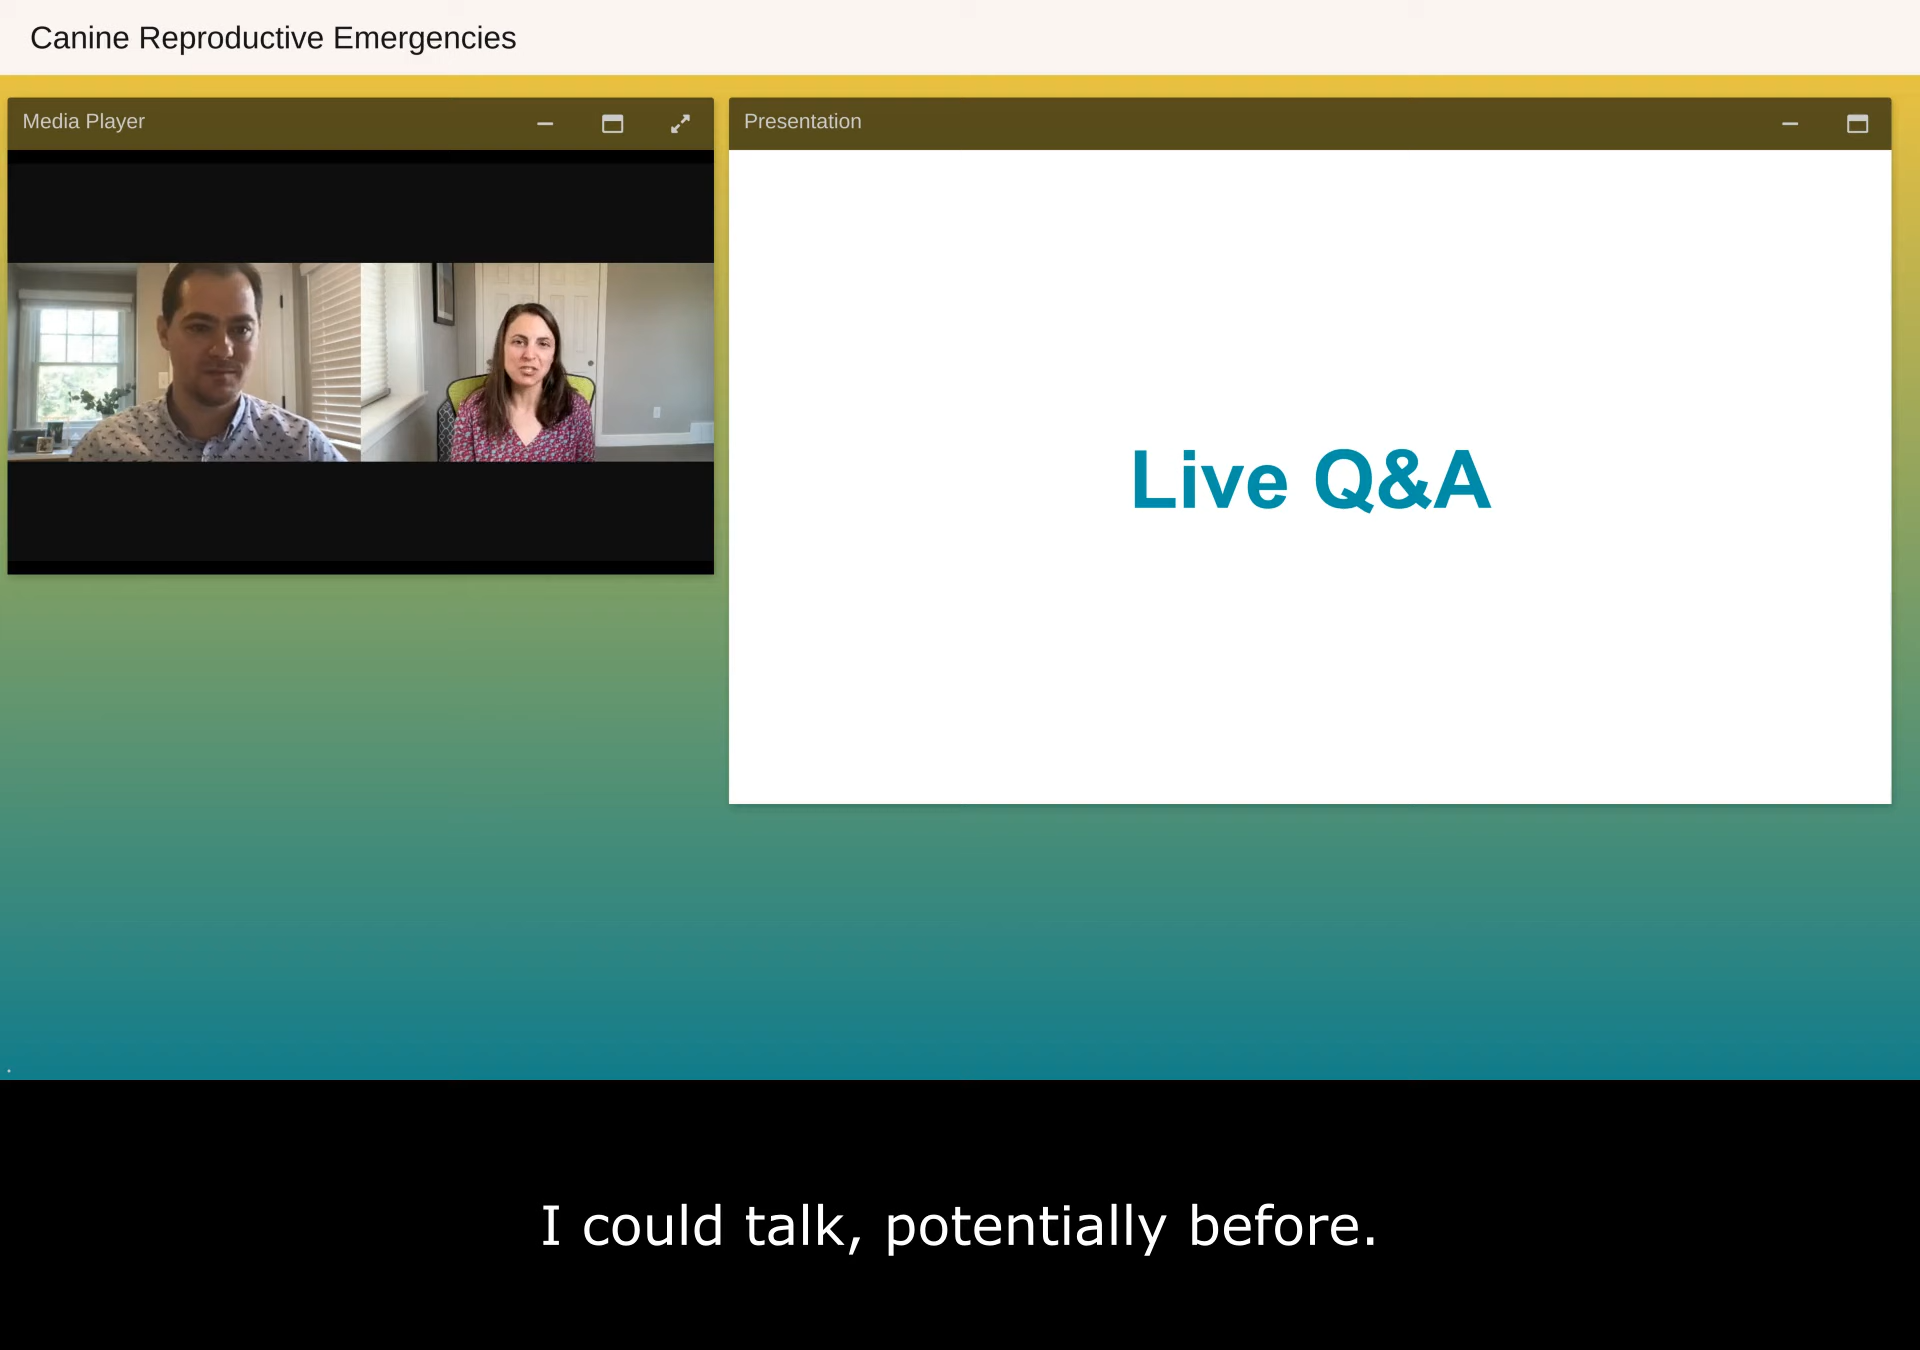 Canine Reproductive Emergencies
Media Player
Presentation
Live Q&A
I could talk, potentially before.